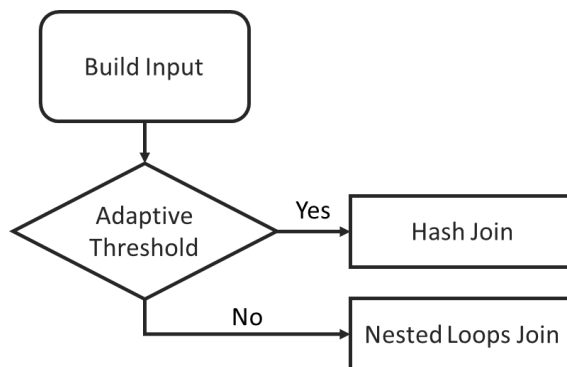 Build Input
Adaptive
Threshold
Yes
Hash Join
No
Nested Loops Join